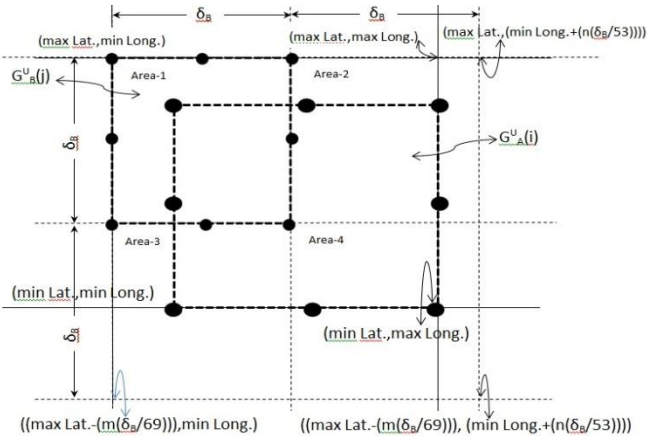 δB δB
(max Lat.,min Long.) (max Lat.,max Long.) (max Lat.,(min Long.+(n(δB/53))))
Area-1 Area-2
GUB(j)
δB
GUA(i)
Area-3 Area-4
(min Lat.,min Long.)
δB
(min Lat.,max Long.)
((max Lat.-(m(δB/69))),min Long.) ((max Lat.-(m(δB/69))), (min Long.+(n(δB/53))))